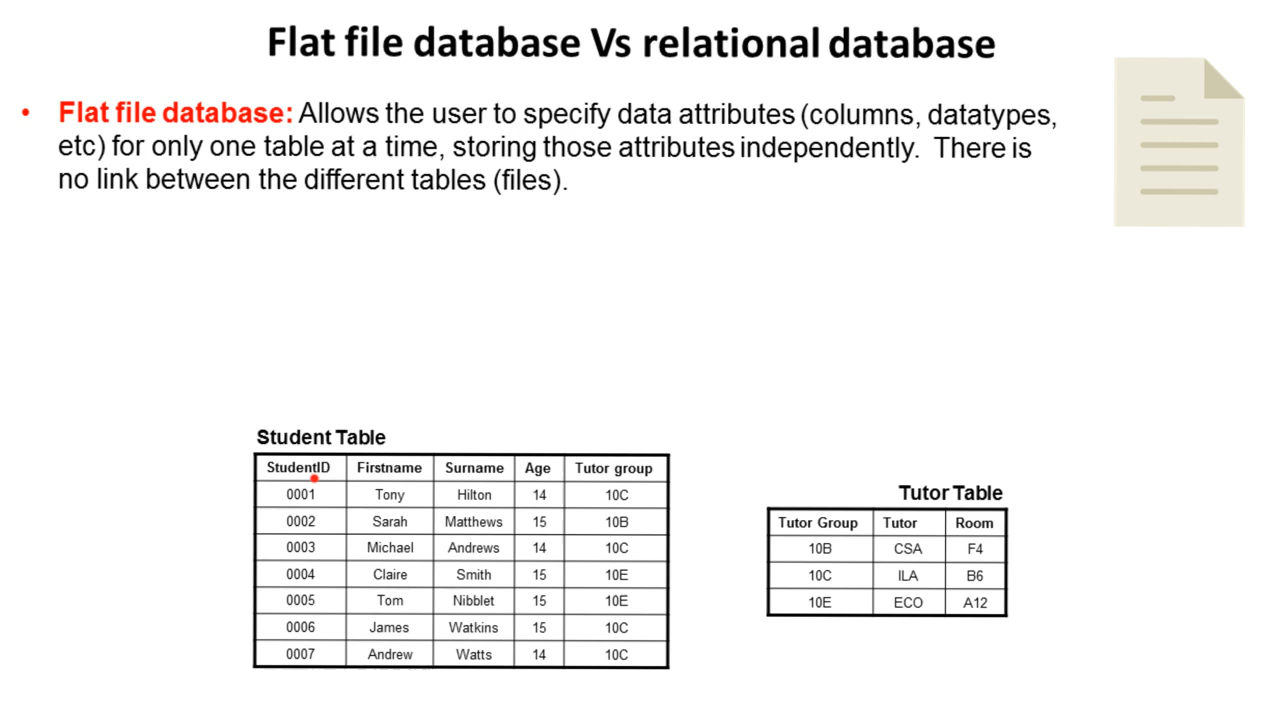 Flat file database Vs relational database
• Flat file database: Allows the user to specify data attributes (columns, datatypes,
etc) for only one table at a time, storing those attributes independently. There is
no link between the different tables (files).
Student Table
StudentID Firstname Surname Age Tutor group
0001 Tony Hilton 14 10C
0002 Sarah Matthews 15 10B
0003 Michael Andrews 14 10C
0004 Claire Smith 15 10E
0005 Tom Nibblet 15 10E
0006 James Watkins 15 10C
0007 Andrew Watts 14 10C
Tutor Table
Tutor Group Tutor Room
10B CSA F4
10C ILA B6
10E ECO A12